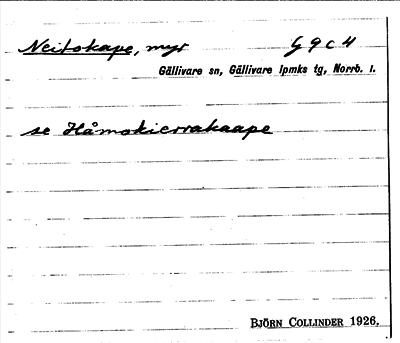 Neitokape, myr G 9 c 4
Gällivare sn, Gällivare lpmks tg, Norrb. l.
se Håmokierrakaape
BJÖRN COLLINDER 1926.